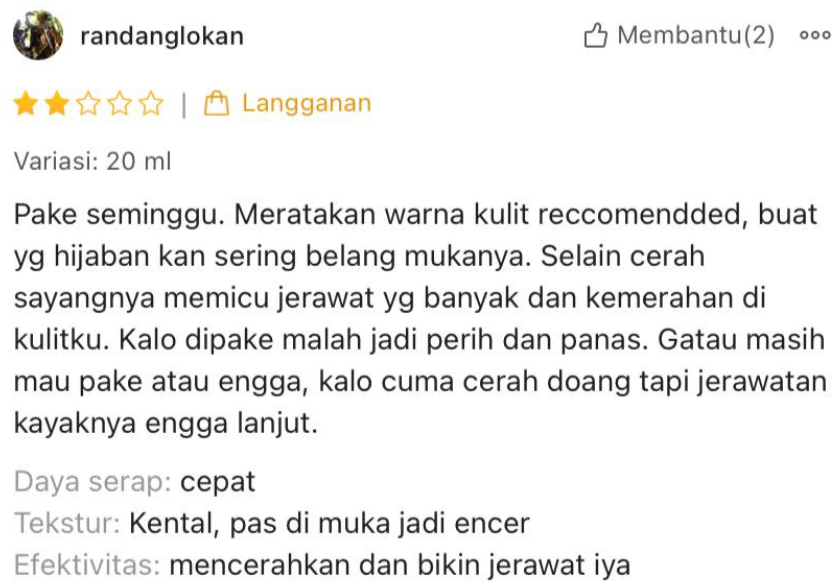 randanglokan
Membantu(2)
| Langganan
Variasi: 20 ml
Pake seminggu. Meratakan warna kulit reccomendded, buat
yg hijaban kan sering belang mukanya. Selain cerah
sayangnya memicu jerawat yg banyak dan kemerahan di
kulitku. Kalo dipake malah jadi perih dan panas. Gatau masih
mau pake atau engga, kalo cuma cerah doang tapi jerawatan
kayaknya engga lanjut.
Daya serap: cepat
Tekstur: Kental, pas di muka jadi encer
Efektivitas: mencerahkan dan bikin jerawat iya